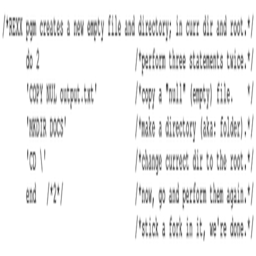 /*REXX pgm creates a new empty file and directory; in curr dir and root.*/
do 2 /*perform three statements twice.*/
'COPY NUL output.txt' /*copy a "null" (empty) file. */
'MKDIR DOCS' /*make a directory (aka: folder).*/
'CD \' /*change currect dir to the root.*/
end /*2*/ /*now, go and perform them again.*/
/*stick a fork in it, we're done.*/